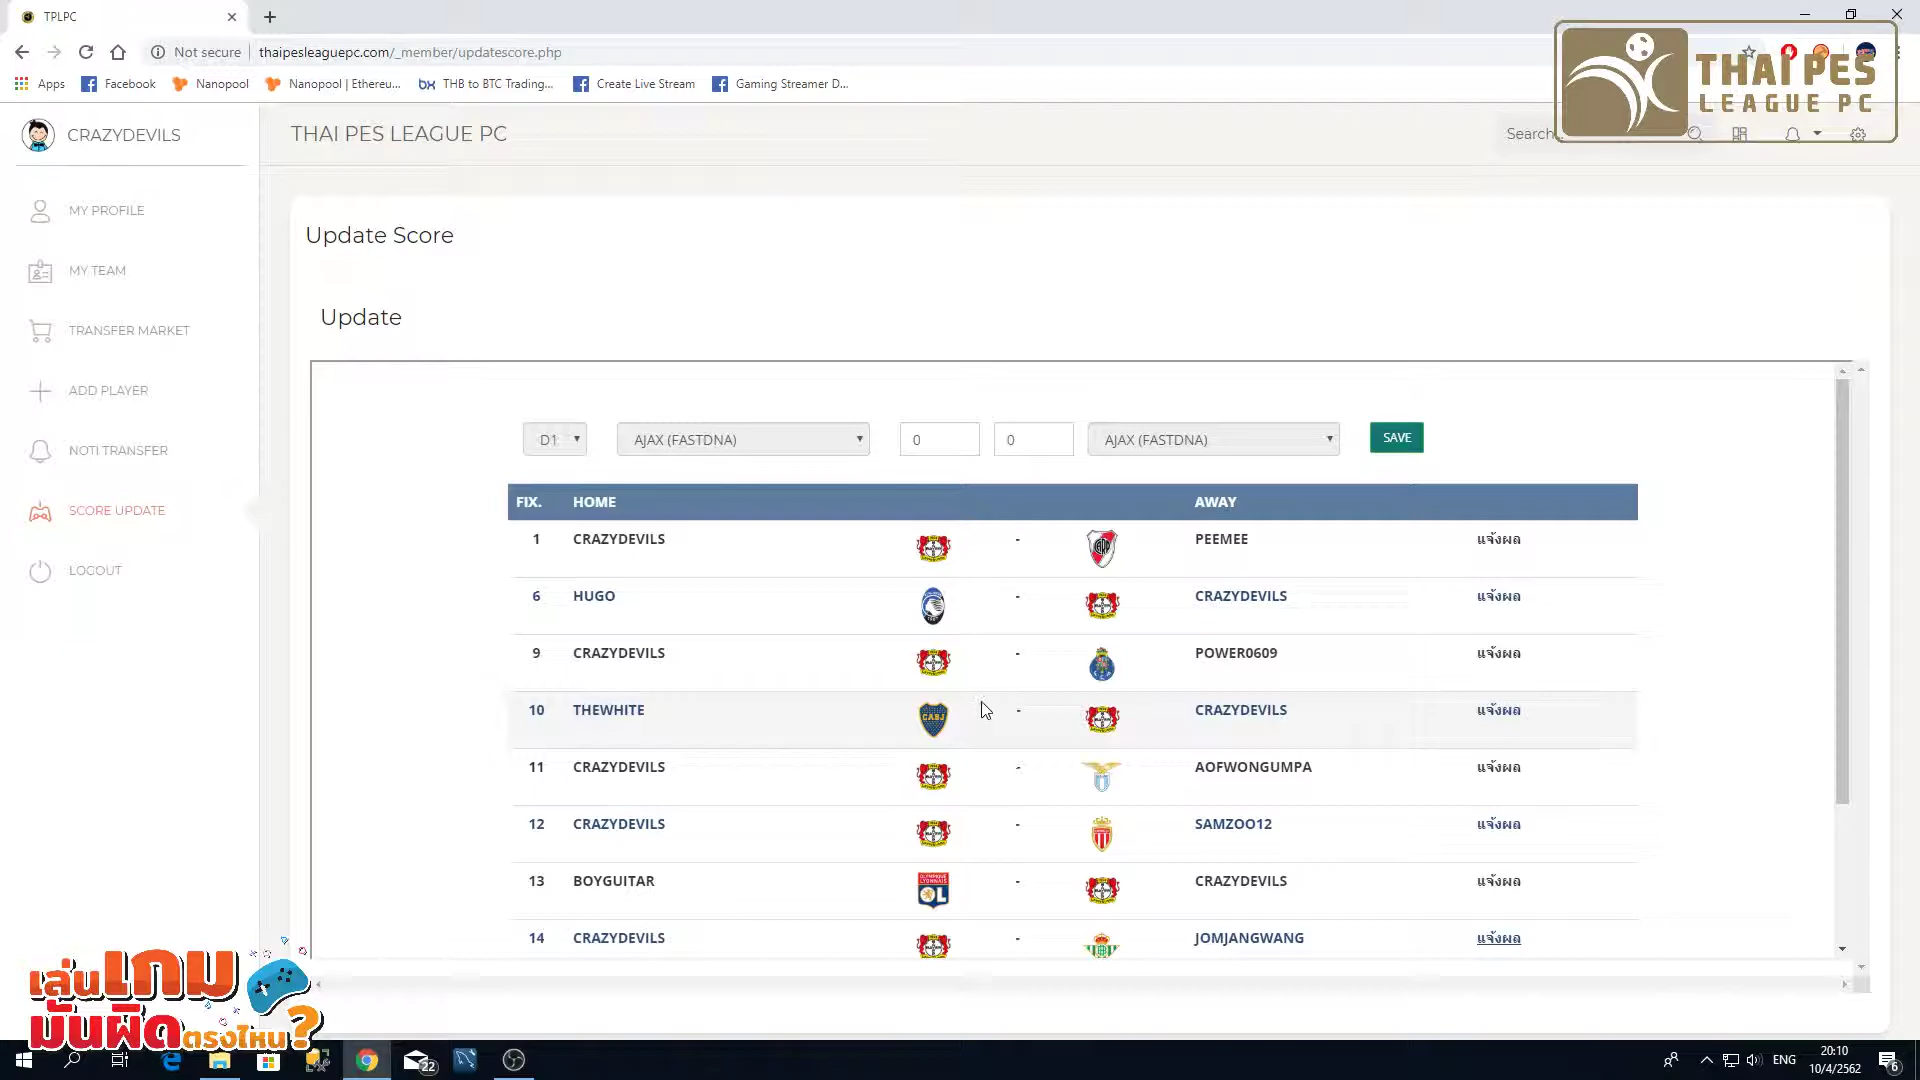 TPLPC
Not secure
thaipesleaguepc.com/_member/updatescore.php
Apps
Facebook
Nanopool
Nanopool | Ethereu...
THB to BTC Trading...
Create Live Stream
Gaming Streamer D...
THAI PES
LEAGUE PC
CRAZYDEVILS
THAI PES LEAGUE PC
Search...
MY PROFILE
MY TEAM
TRANSFER MARKET
ADD PLAYER
NOTI TRANSFER
SCORE UPDATE
LOGOUT
Update Score
Update
D1 AJAX (FASTDNA) 0 0 AJAX (FASTDNA) SAVE
FIX. HOME AWAY
1 CRAZYDEVILS - PEEMEE แจ้งผล
6 HUGO - CRAZYDEVILS แจ้งผล
9 CRAZYDEVILS - POWER0609 แจ้งผล
10 THEWHITE - CRAZYDEVILS แจ้งผล
11 CRAZYDEVILS - AOFWONGUMPA แจ้งผล
12 CRAZYDEVILS - SAMZOO12 แจ้งผล
13 BOYGUITAR - CRAZYDEVILS แจ้งผล
14 CRAZYDEVILS - JOMJANGWANG แจ้งผล
เล่นเกม
มันผิดตรงไหน?
22
ENG
20:10
10/4/2562
6